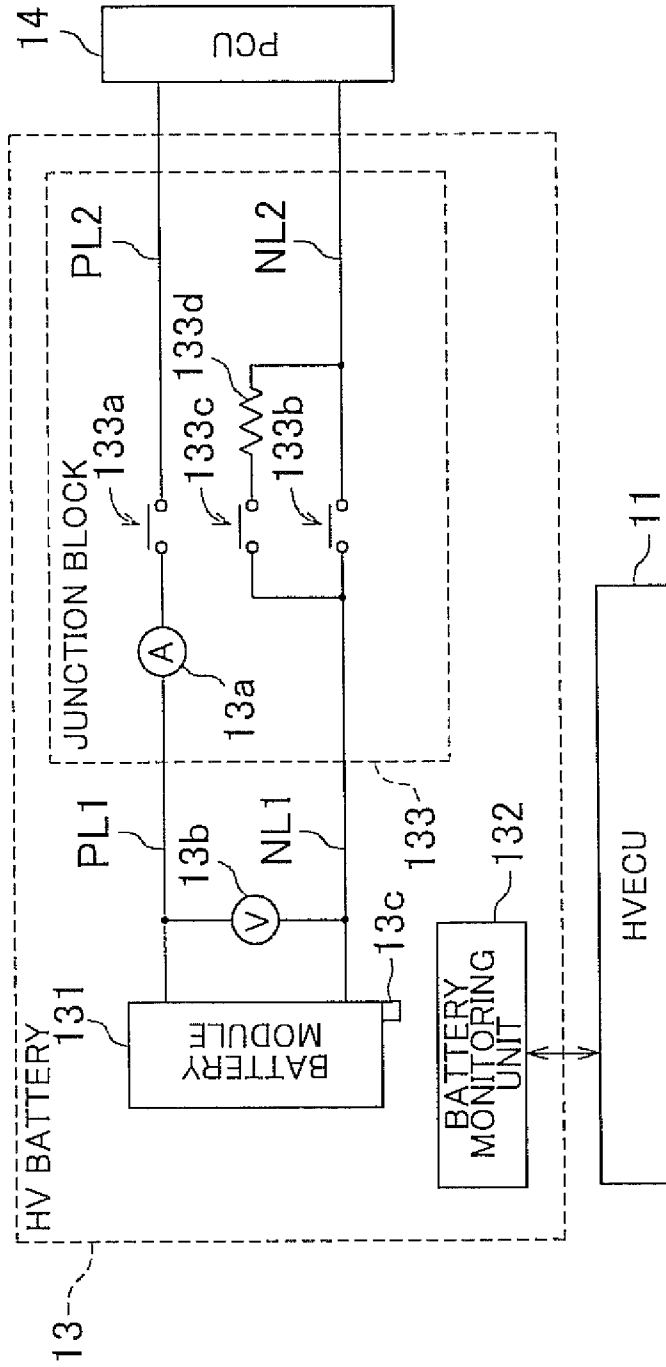 13
HV BATTERY
131
BATTERY
MODULE
13c
PL1
13b
V
NL1
133
JUNCTION BLOCK
A
13a
133a
133c
133b
133d
PL2
NL2
14
PCU
132
BATTERY
MONITORING
UNIT
HVECU
11